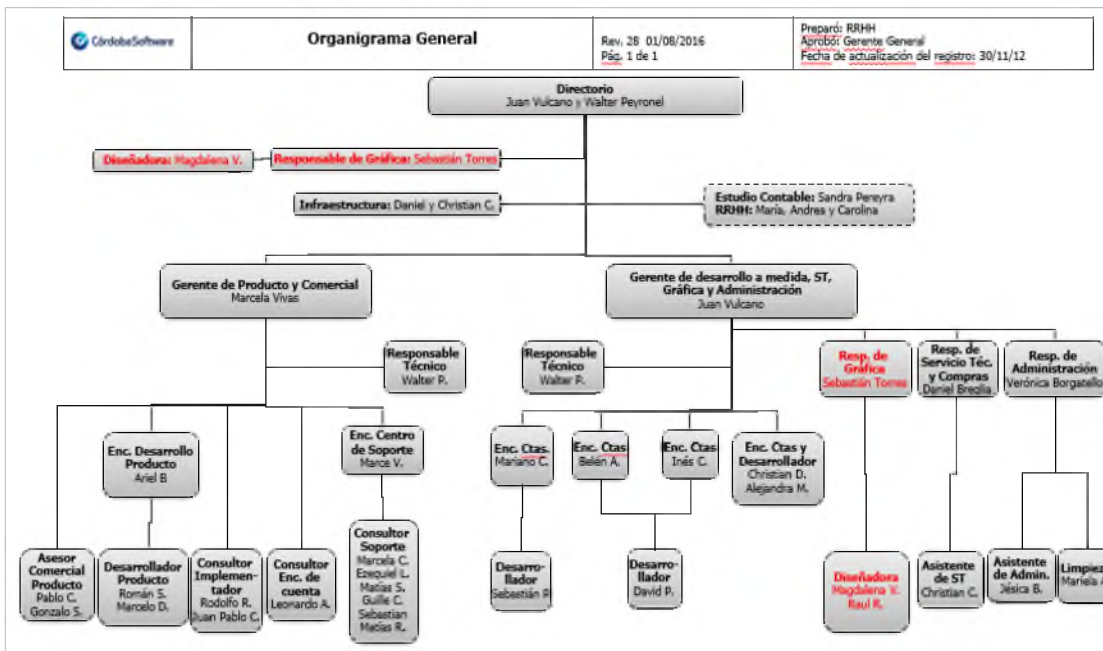 CórdobaSoftware
Organigrama General
Rev. 28 01/08/2016
Pág. 1 de 1
Preparó: RRHH
Aprobó: Gerente General
Fecha de actualización del registro: 30/11/12
Directorio
Juan Vulcano y Walter Peyronel
Diseñadora: Magdalena V.
Responsable de Gráfica: Sebastián Torres
Infraestructura: Daniel y Christian C.
Estudio Contable: Sandra Pereyra
RRHH: María, Andrea y Carolina
Gerente de Producto y Comercial
Marcela Vivas
Gerente de desarrollo a medida, ST,
Gráfica y Administración
Juan Vulcano
Responsable
Técnico
Walter P.
Responsable
Técnico
Walter P.
Resp. de
Gráfica
Sebastián Torres
Resp. de
Servicio Téc.
y Compras
Daniel Breglia
Resp. de
Administración
Verónica Borgatello
Enc. Desarrollo
Producto
Ariel B
Enc. Centro
de Soporte
Marce V.
Enc. Ctas.
Mariano C.
Enc. Ctas
Belén A.
Enc. Ctas
Inés C.
Enc. Ctas y
Desarrollador
Christian D.
Alejandra M.
Asesor
Comercial
Producto
Pablo C.
Gonzalo S.
Desarrollador
Producto
Román S.
Marcelo D.
Consultor
Implemen-
tador
Rodolfo R.
Juan Pablo C.
Consultor
Enc. de
cuenta
Leonardo A.
Consultor
Soporte
Marcela C.
Ezequiel L.
Matías S.
Guille C.
Sebastian
Matías R.
Desarro-
llador
Sebastián P.
Desarro-
llador
David P.
Diseñadora
Magdalena V.
Raul R.
Asistente
de ST
Christian C.
Asistente
de Admin.
Jésica B.
Limpieza
Mariela